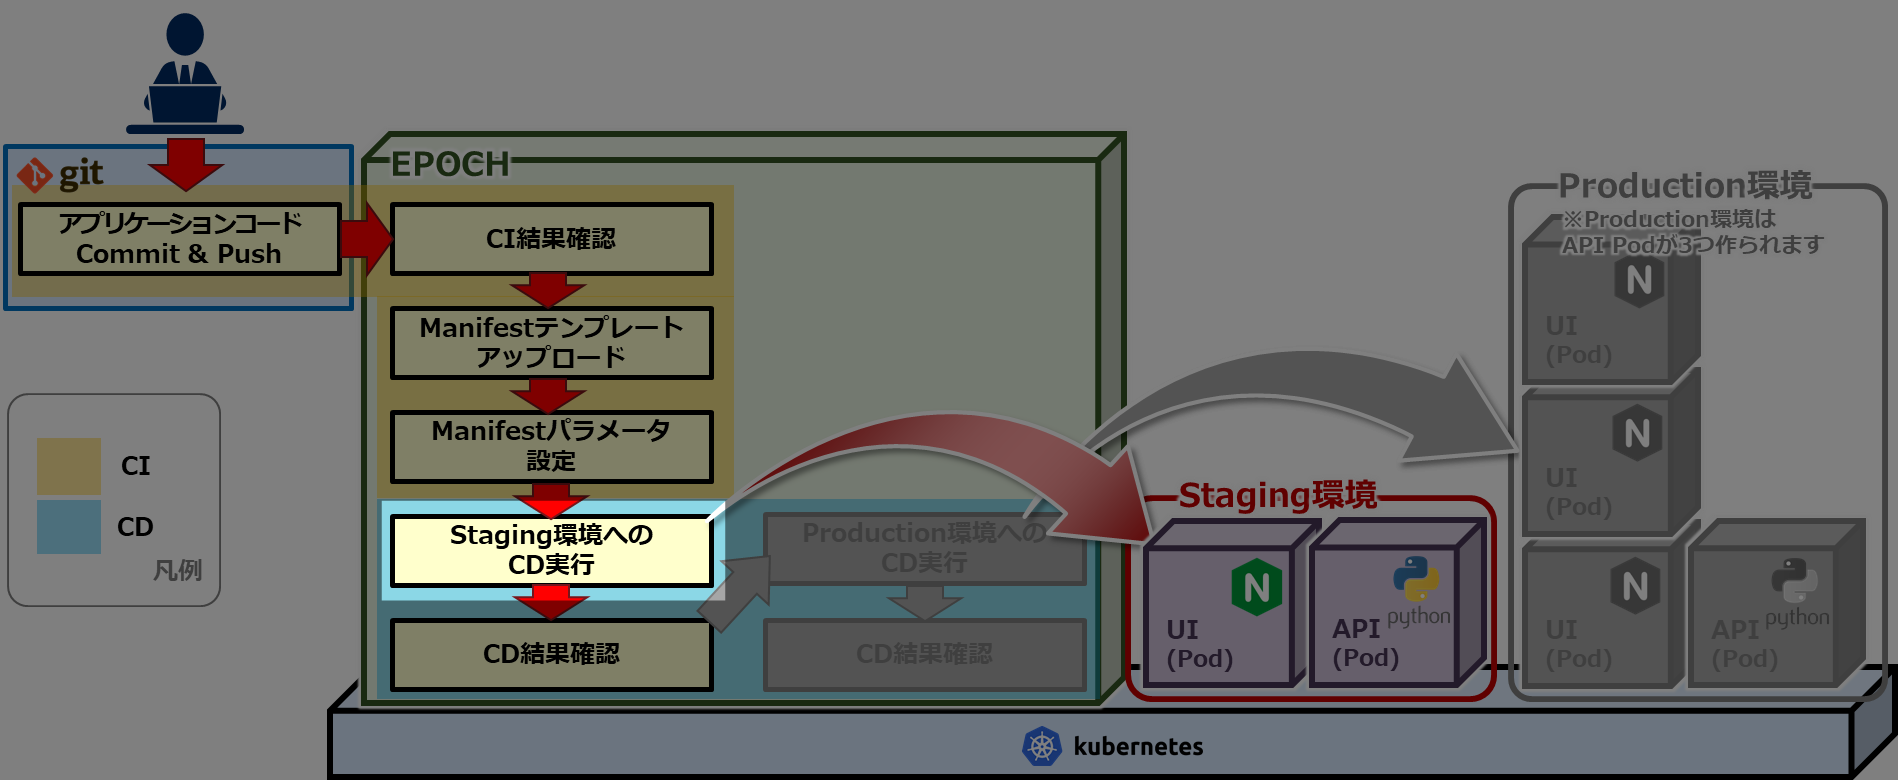 git
アプリケーションコード
Commit & Push
EPOCH
CI結果確認
Manifestテンプレート
アップロード
Manifestパラメータ
設定
Staging環境への
CD実行
CD結果確認
Production環境への
CD実行
CD結果確認
CI
CD
凡例
Staging環境
N
UI
(Pod)
python
API
(Pod)
Production環境
※Production環境は
API Podが3つ作られます
N
UI
(Pod)
N
UI
(Pod)
N
UI
(Pod)
python
API
(Pod)
kubernetes